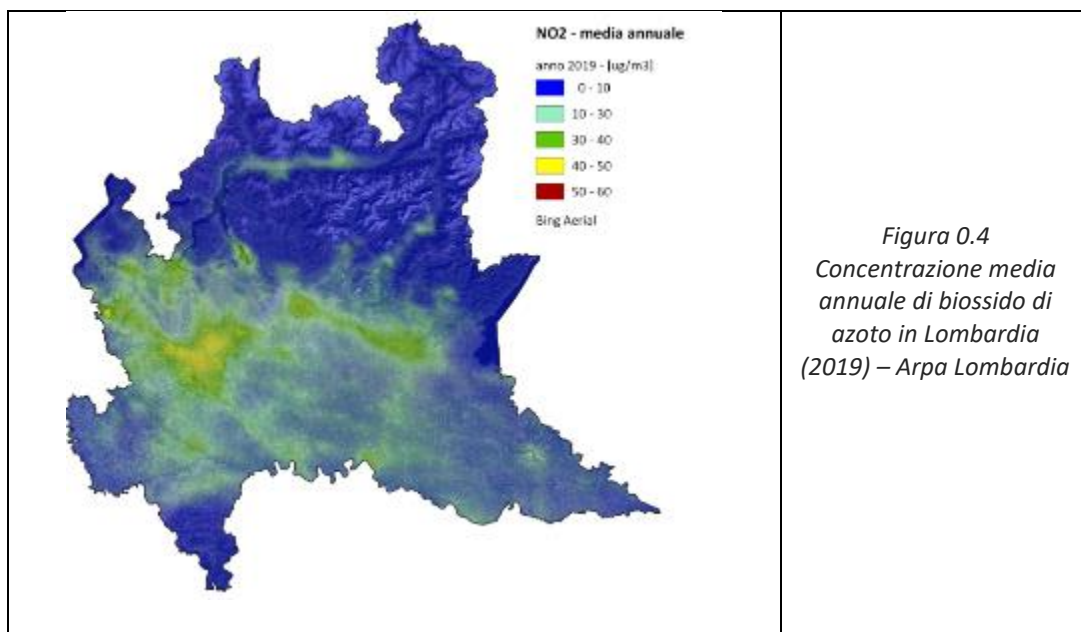 NO2 - media annuale
anno 2019 - [ug/m3]
0 - 10
10 - 30
30 - 40
40 - 50
50 - 60
Bing Aerial
Figura 0.4
Concentrazione media
annuale di biossido di
azoto in Lombardia
(2019) – Arpa Lombardia